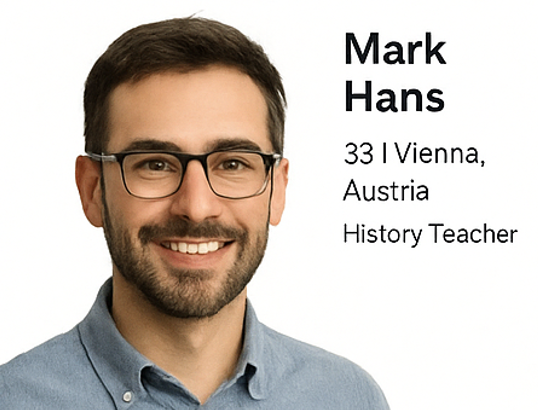 Mark
Hans
33 I Vienna,
Austria
History Teacher